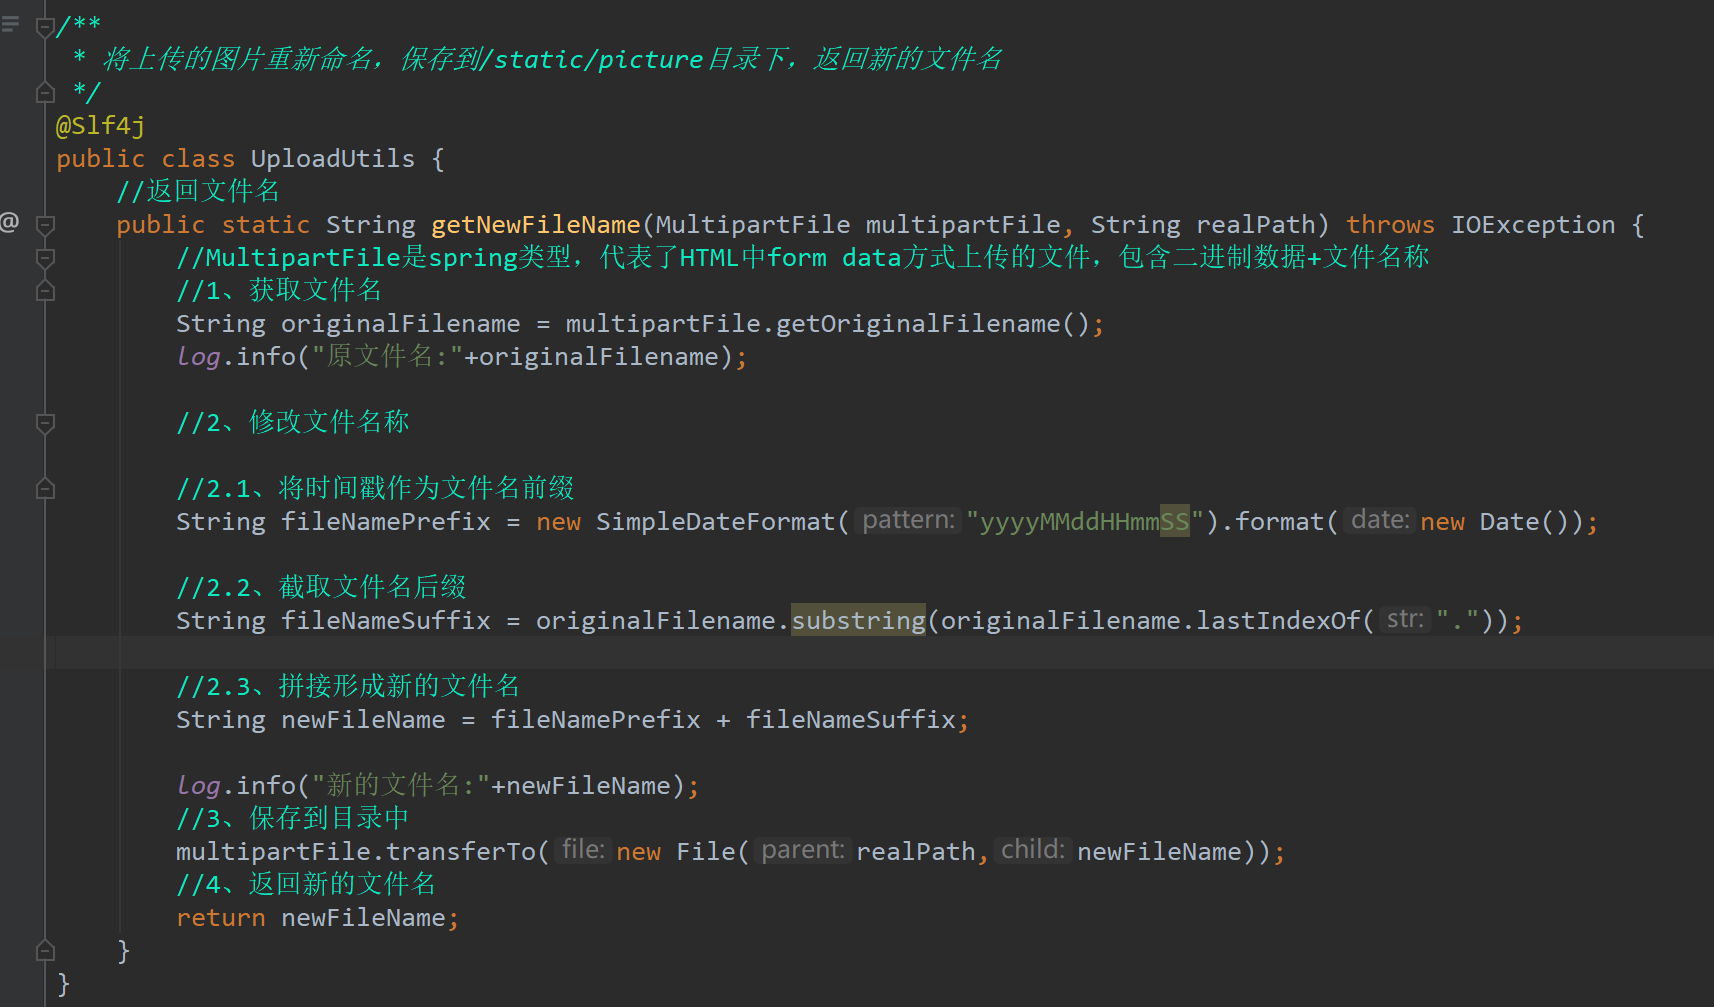 /**
 * 将上传的图片重新命名，保存到/static/picture目录下，返回新的文件名
 */
@Slf4j
public class UploadUtils {
    //返回文件名
@
    public static String getNewFileName(MultipartFile multipartFile, String realPath) throws IOException {
        //MultipartFile是spring类型，代表了HTML中form data方式上传的文件，包含二进制数据+文件名称
        //1、获取文件名
        String originalFilename = multipartFile.getOriginalFilename();
        log.info("原文件名:"+originalFilename);
        //2、修改文件名称
        //2.1、将时间戳作为文件名前缀
        String fileNamePrefix = new SimpleDateFormat( pattern: "yyyyMMddHHmmSS").format( date: new Date());
        //2.2、截取文件名后缀
        String fileNameSuffix = originalFilename.substring(originalFilename.lastIndexOf( str: "."));
        //2.3、拼接形成新的文件名
        String newFileName = fileNamePrefix + fileNameSuffix;
        log.info("新的文件名:"+newFileName);
        //3、保存到目录中
        multipartFile.transferTo( file: new File( parent: realPath, child: newFileName));
        //4、返回新的文件名
        return newFileName;
    }
}